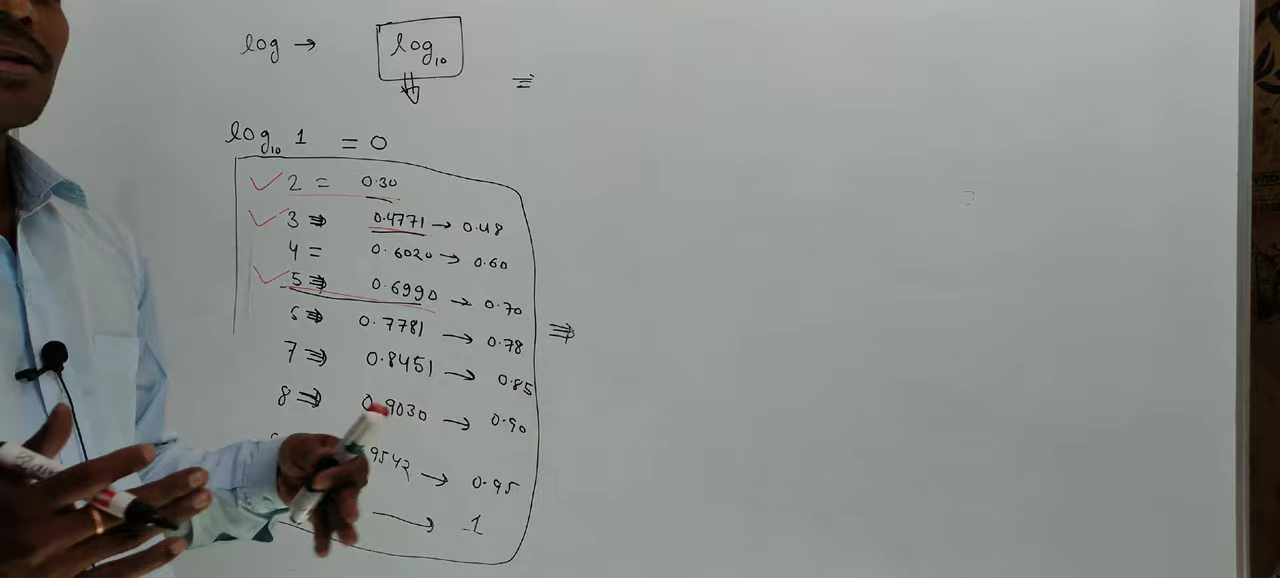 log → log₁₀
log₁₀ 1 = 0
2 = 0.30
3 ⇒ 0.4771 → 0.48
4 = 0.6020 → 0.60
5 ⇒ 0.6990 → 0.70
6 ⇒ 0.7781 → 0.78
7 ⇒ 0.8451 → 0.85
8 ⇒ 0.9030 → 0.90
9542 → 0.95
→ 1